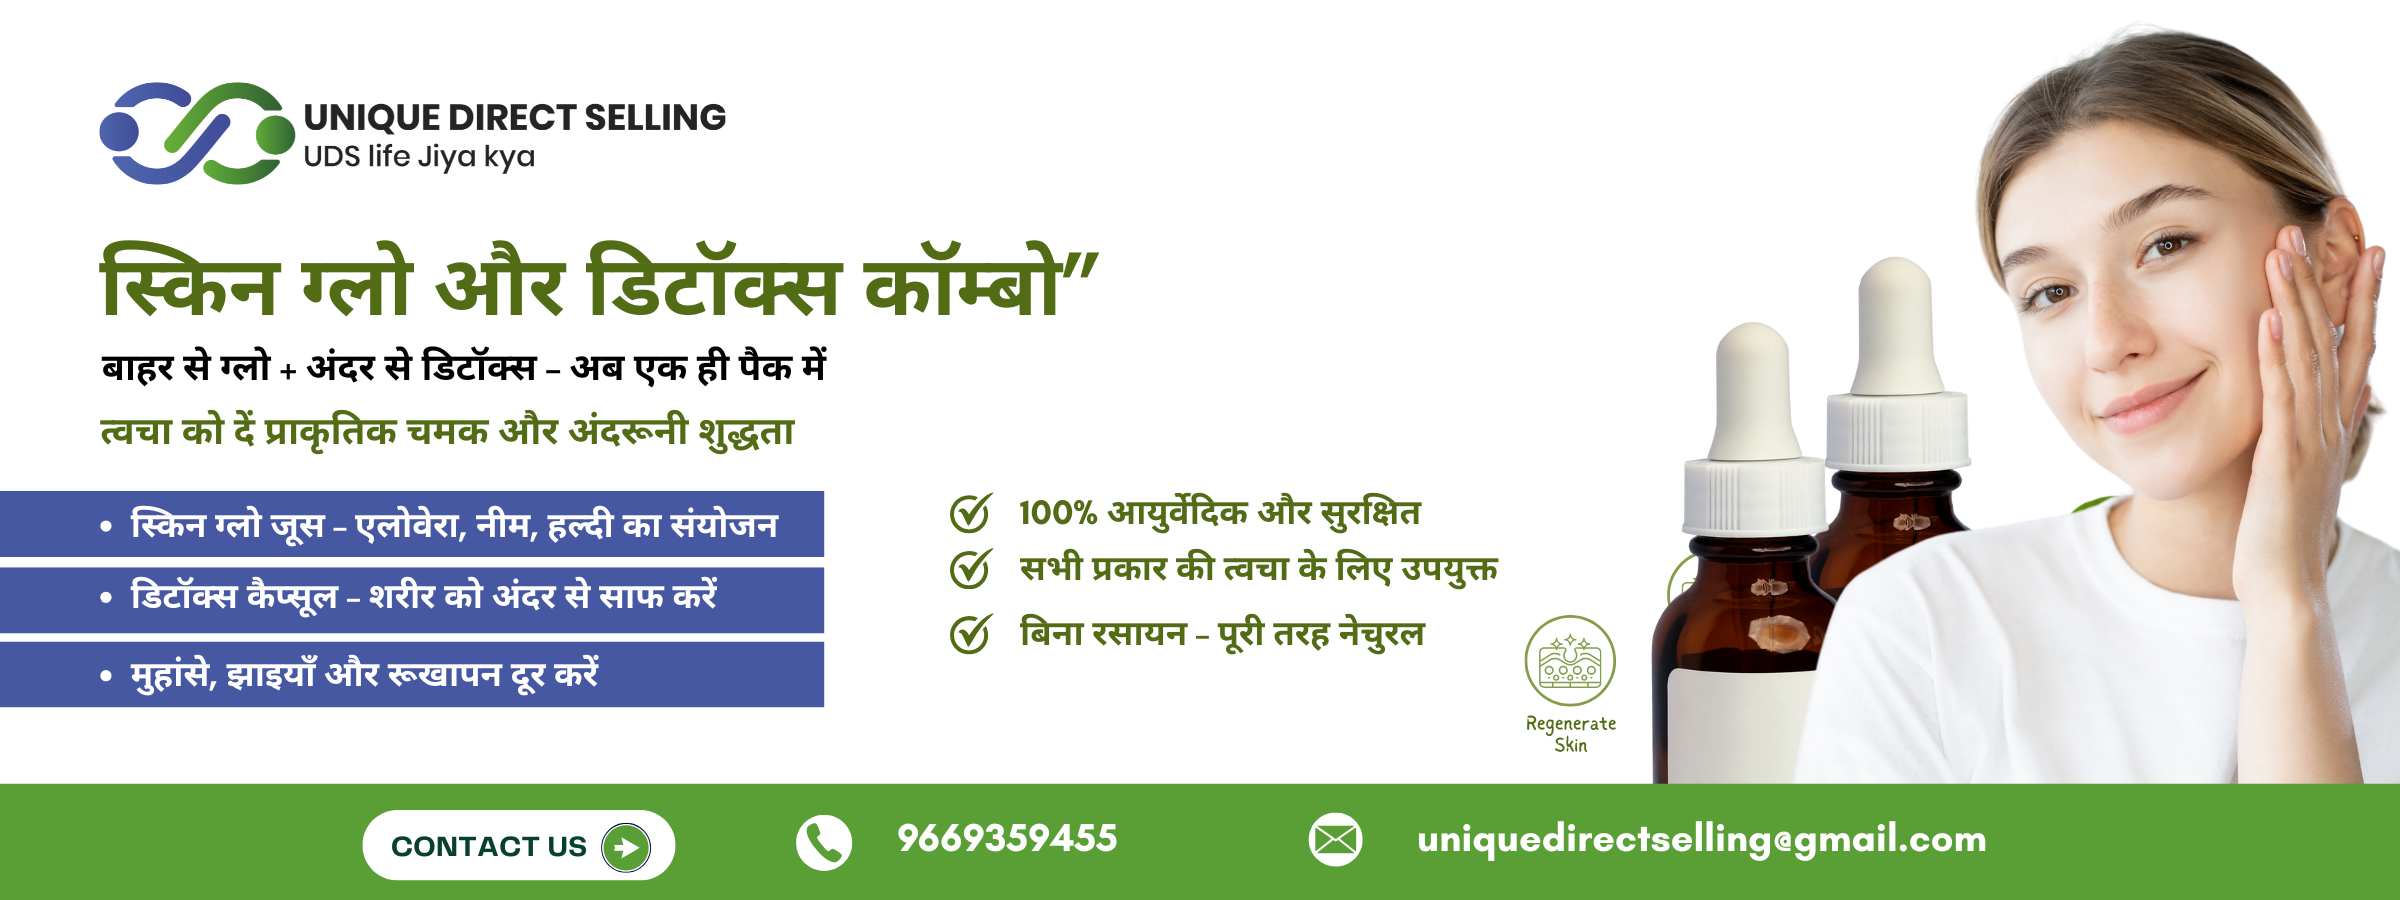 UNIQUE DIRECT SELLING
UDS life Jiya kya
स्किन ग्लो और डिटॉक्स कॉम्बो”
बाहर से ग्लो + अंदर से डिटॉक्स – अब एक ही पैक में
त्वचा को दें प्राकृतिक चमक और अंदरूनी शुद्धता
• स्किन ग्लो जूस – एलोवेरा, नीम, हल्दी का संयोजन
• डिटॉक्स कैप्सूल – शरीर को अंदर से साफ करें
• मुहांसे, झाइयाँ और रूखापन दूर करें
100% आयुर्वेदिक और सुरक्षित
सभी प्रकार की त्वचा के लिए उपयुक्त
बिना रसायन – पूरी तरह नेचुरल
Regenerate
Skin
CONTACT US
9669359455
uniquedirectselling@gmail.com